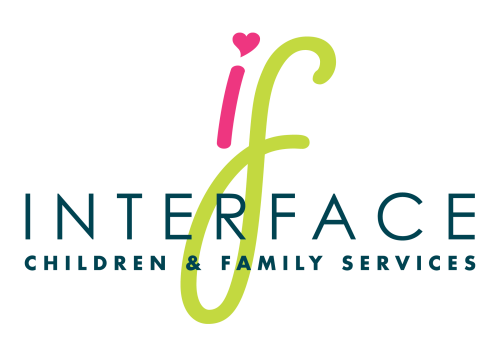 if
INTERFACE
CHILDREN & FAMILY SERVICES